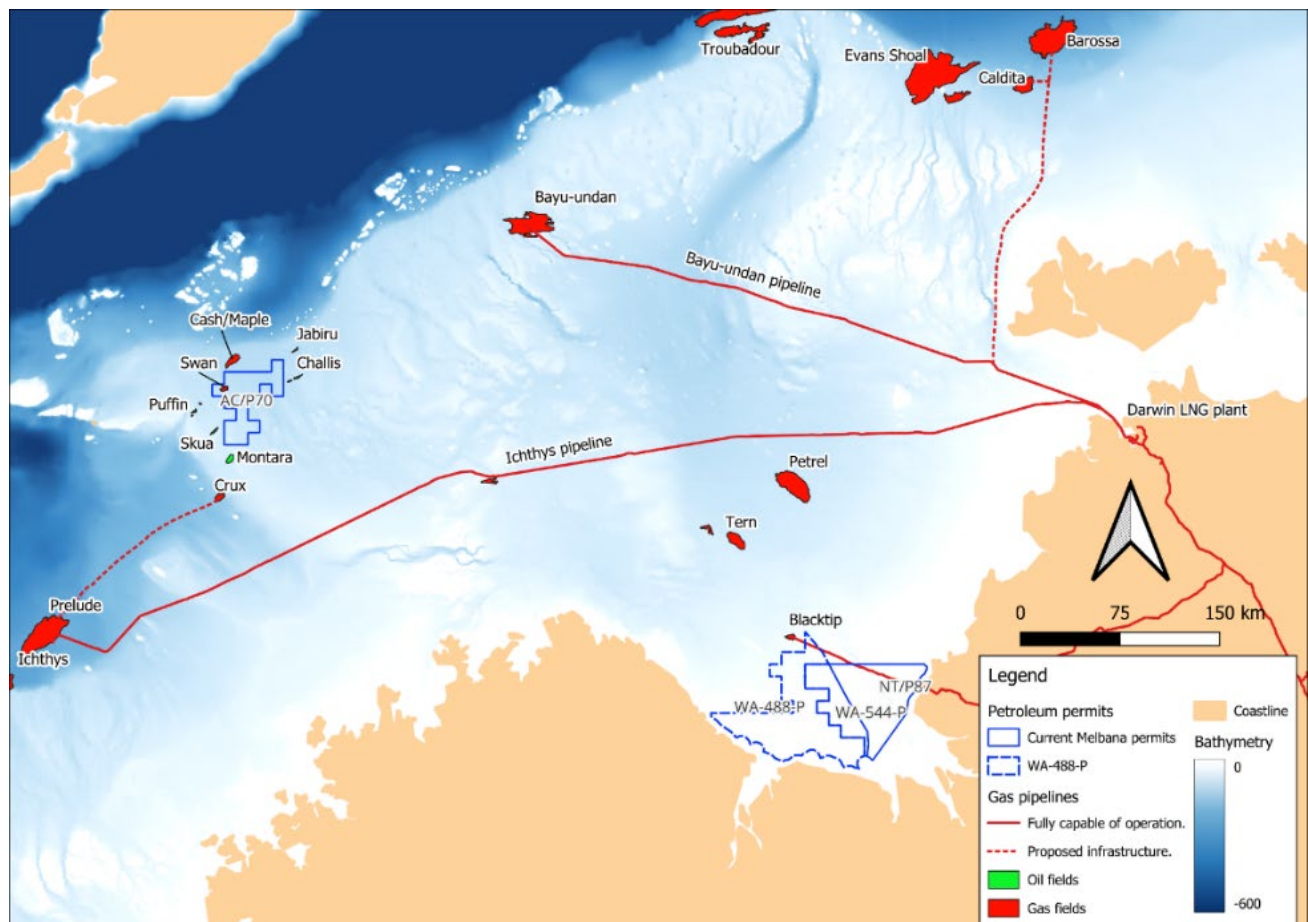 Troubadour
Evans Shoal
Barossa
Caldita
Bayu-undan
Bayu-undan pipeline
Cash/Maple
Jabiru
Swan
Challis
AC/P70
Puffin
Skua
Montara
Crux
Ichthys pipeline
Darwin LNG plant
Petrel
Tern
Prelude
Ichthys
Blacktip
NT/P87
WA-488-P
WA-544-P
0 75 150 km
Legend
Petroleum permits
Current Melbana permits
WA-488-P
Gas pipelines
Fully capable of operation.
Proposed infrastructure.
Oil fields
Gas fields
Coastline
Bathymetry
0
-600